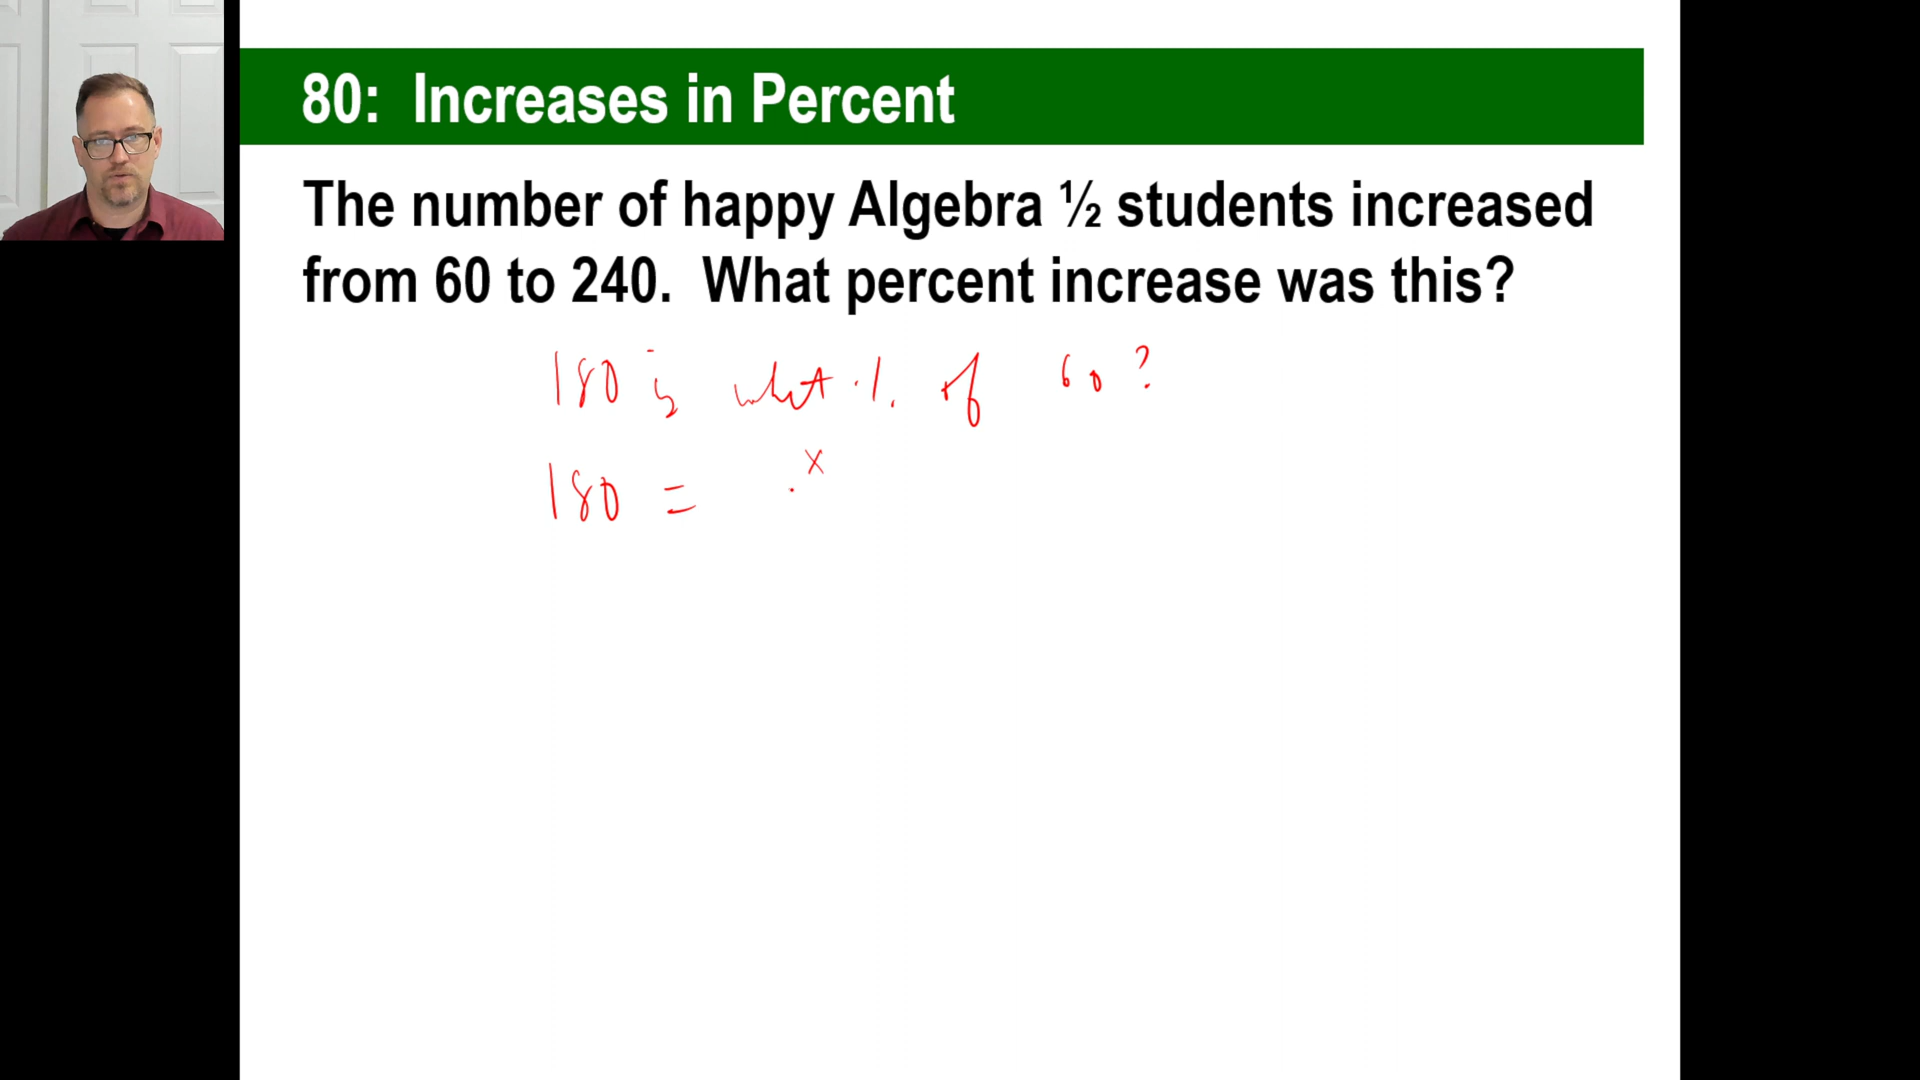 80: Increases in Percent
The number of happy Algebra ½ students increased
from 60 to 240. What percent increase was this?
180 is what % of 60?
180 = x